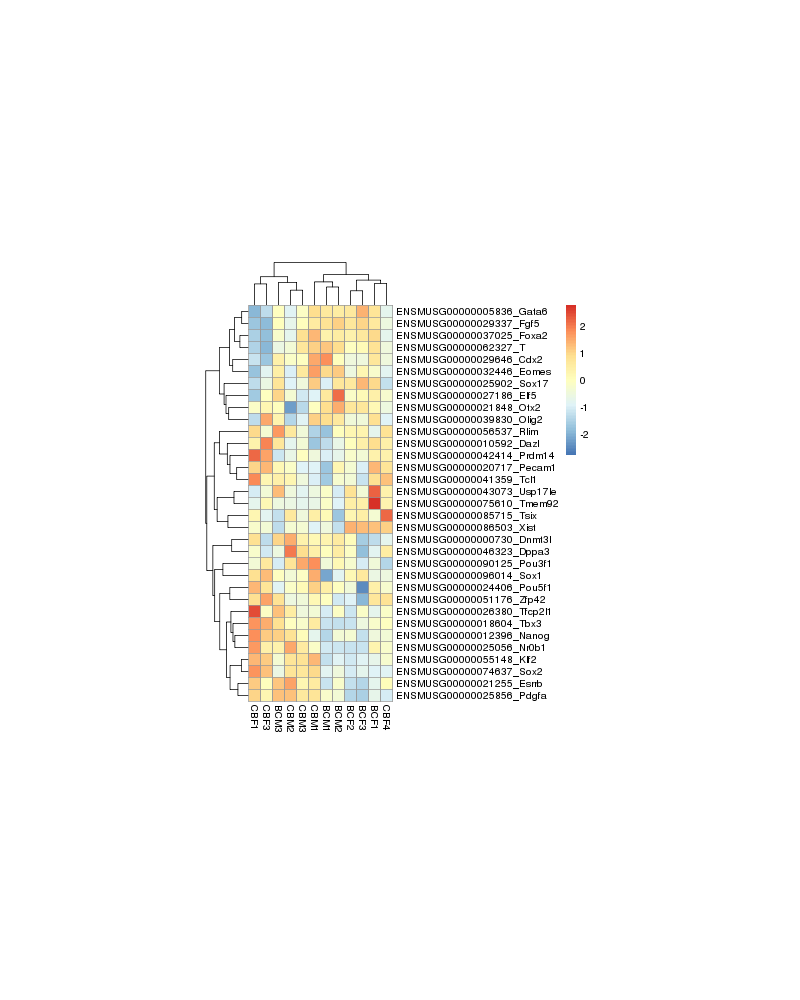 ENSMUSG00000005836_Gata6
ENSMUSG00000029337_Fgf5
ENSMUSG00000037025_Foxa2
ENSMUSG00000062327_T
ENSMUSG00000029646_Cdx2
ENSMUSG00000032446_Eomes
ENSMUSG00000025902_Sox17
ENSMUSG00000027186_Elf5
ENSMUSG00000021848_Otx2
ENSMUSG00000039830_Olig2
ENSMUSG00000056537_Rlim
ENSMUSG00000010592_Dazl
ENSMUSG00000042414_Prdm14
ENSMUSG00000020717_Pecam1
ENSMUSG00000041359_Tcl1
ENSMUSG00000043073_Usp17le
ENSMUSG00000075610_Tmem92
ENSMUSG00000085715_Tsix
ENSMUSG00000086503_Xist
ENSMUSG00000000730_Dnmt3l
ENSMUSG00000046323_Dppa3
ENSMUSG00000090125_Pou3f1
ENSMUSG00000096014_Sox1
ENSMUSG00000024406_Pou5f1
ENSMUSG00000051176_Zfp42
ENSMUSG00000026380_Tfcp2l1
ENSMUSG00000018604_Tbx3
ENSMUSG00000012396_Nanog
ENSMUSG00000025056_Nr0b1
ENSMUSG00000055148_Klf2
ENSMUSG00000074637_Sox2
ENSMUSG00000021255_Esrrb
ENSMUSG00000025856_Pdgfa
2
1
0
-1
-2
CBF1
CBF3
BCM3
CBM2
CBM3
CBM1
BCM1
BCM2
BCF2
BCF3
BCF1
CBF4